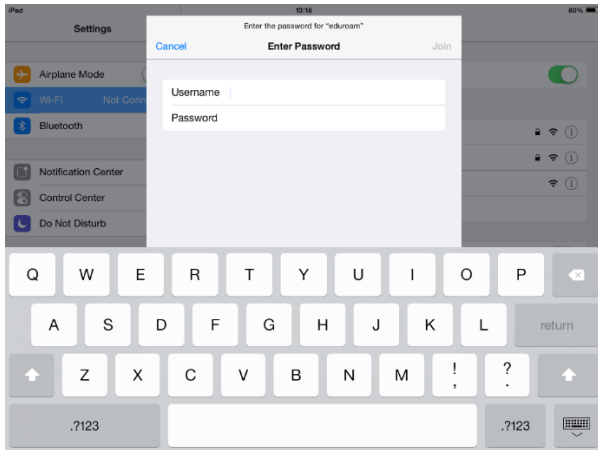 iPad 13:18 80%
Enter the password for “eduroam”
Settings Cancel Enter Password Join
Airplane Mode
Wi-Fi Not Conn
Username
Bluetooth
Password
Notification Center
Control Center
Do Not Disturb
Q W E R T Y U I O P
A S D F G H J K L return
Z X C V B N M ! , ? .
.?123 .?123